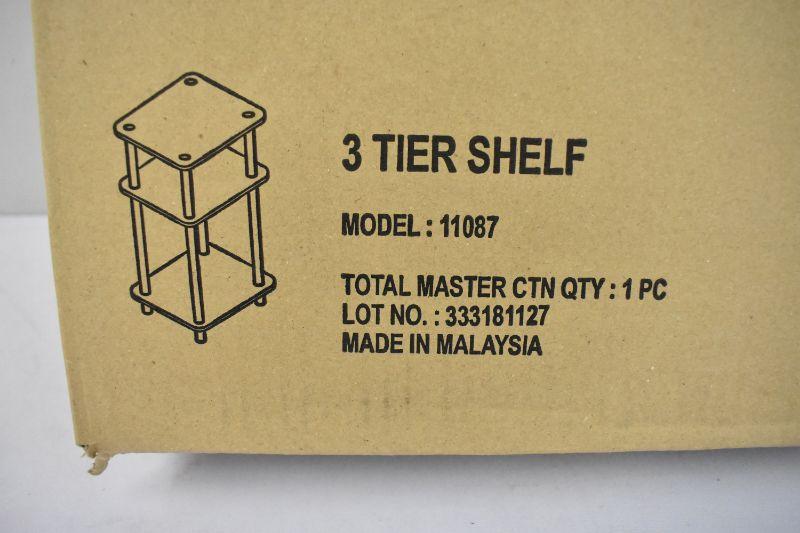 3 TIER SHELF
MODEL : 11087
TOTAL MASTER CTN QTY : 1 PC
LOT NO. : 333181127
MADE IN MALAYSIA